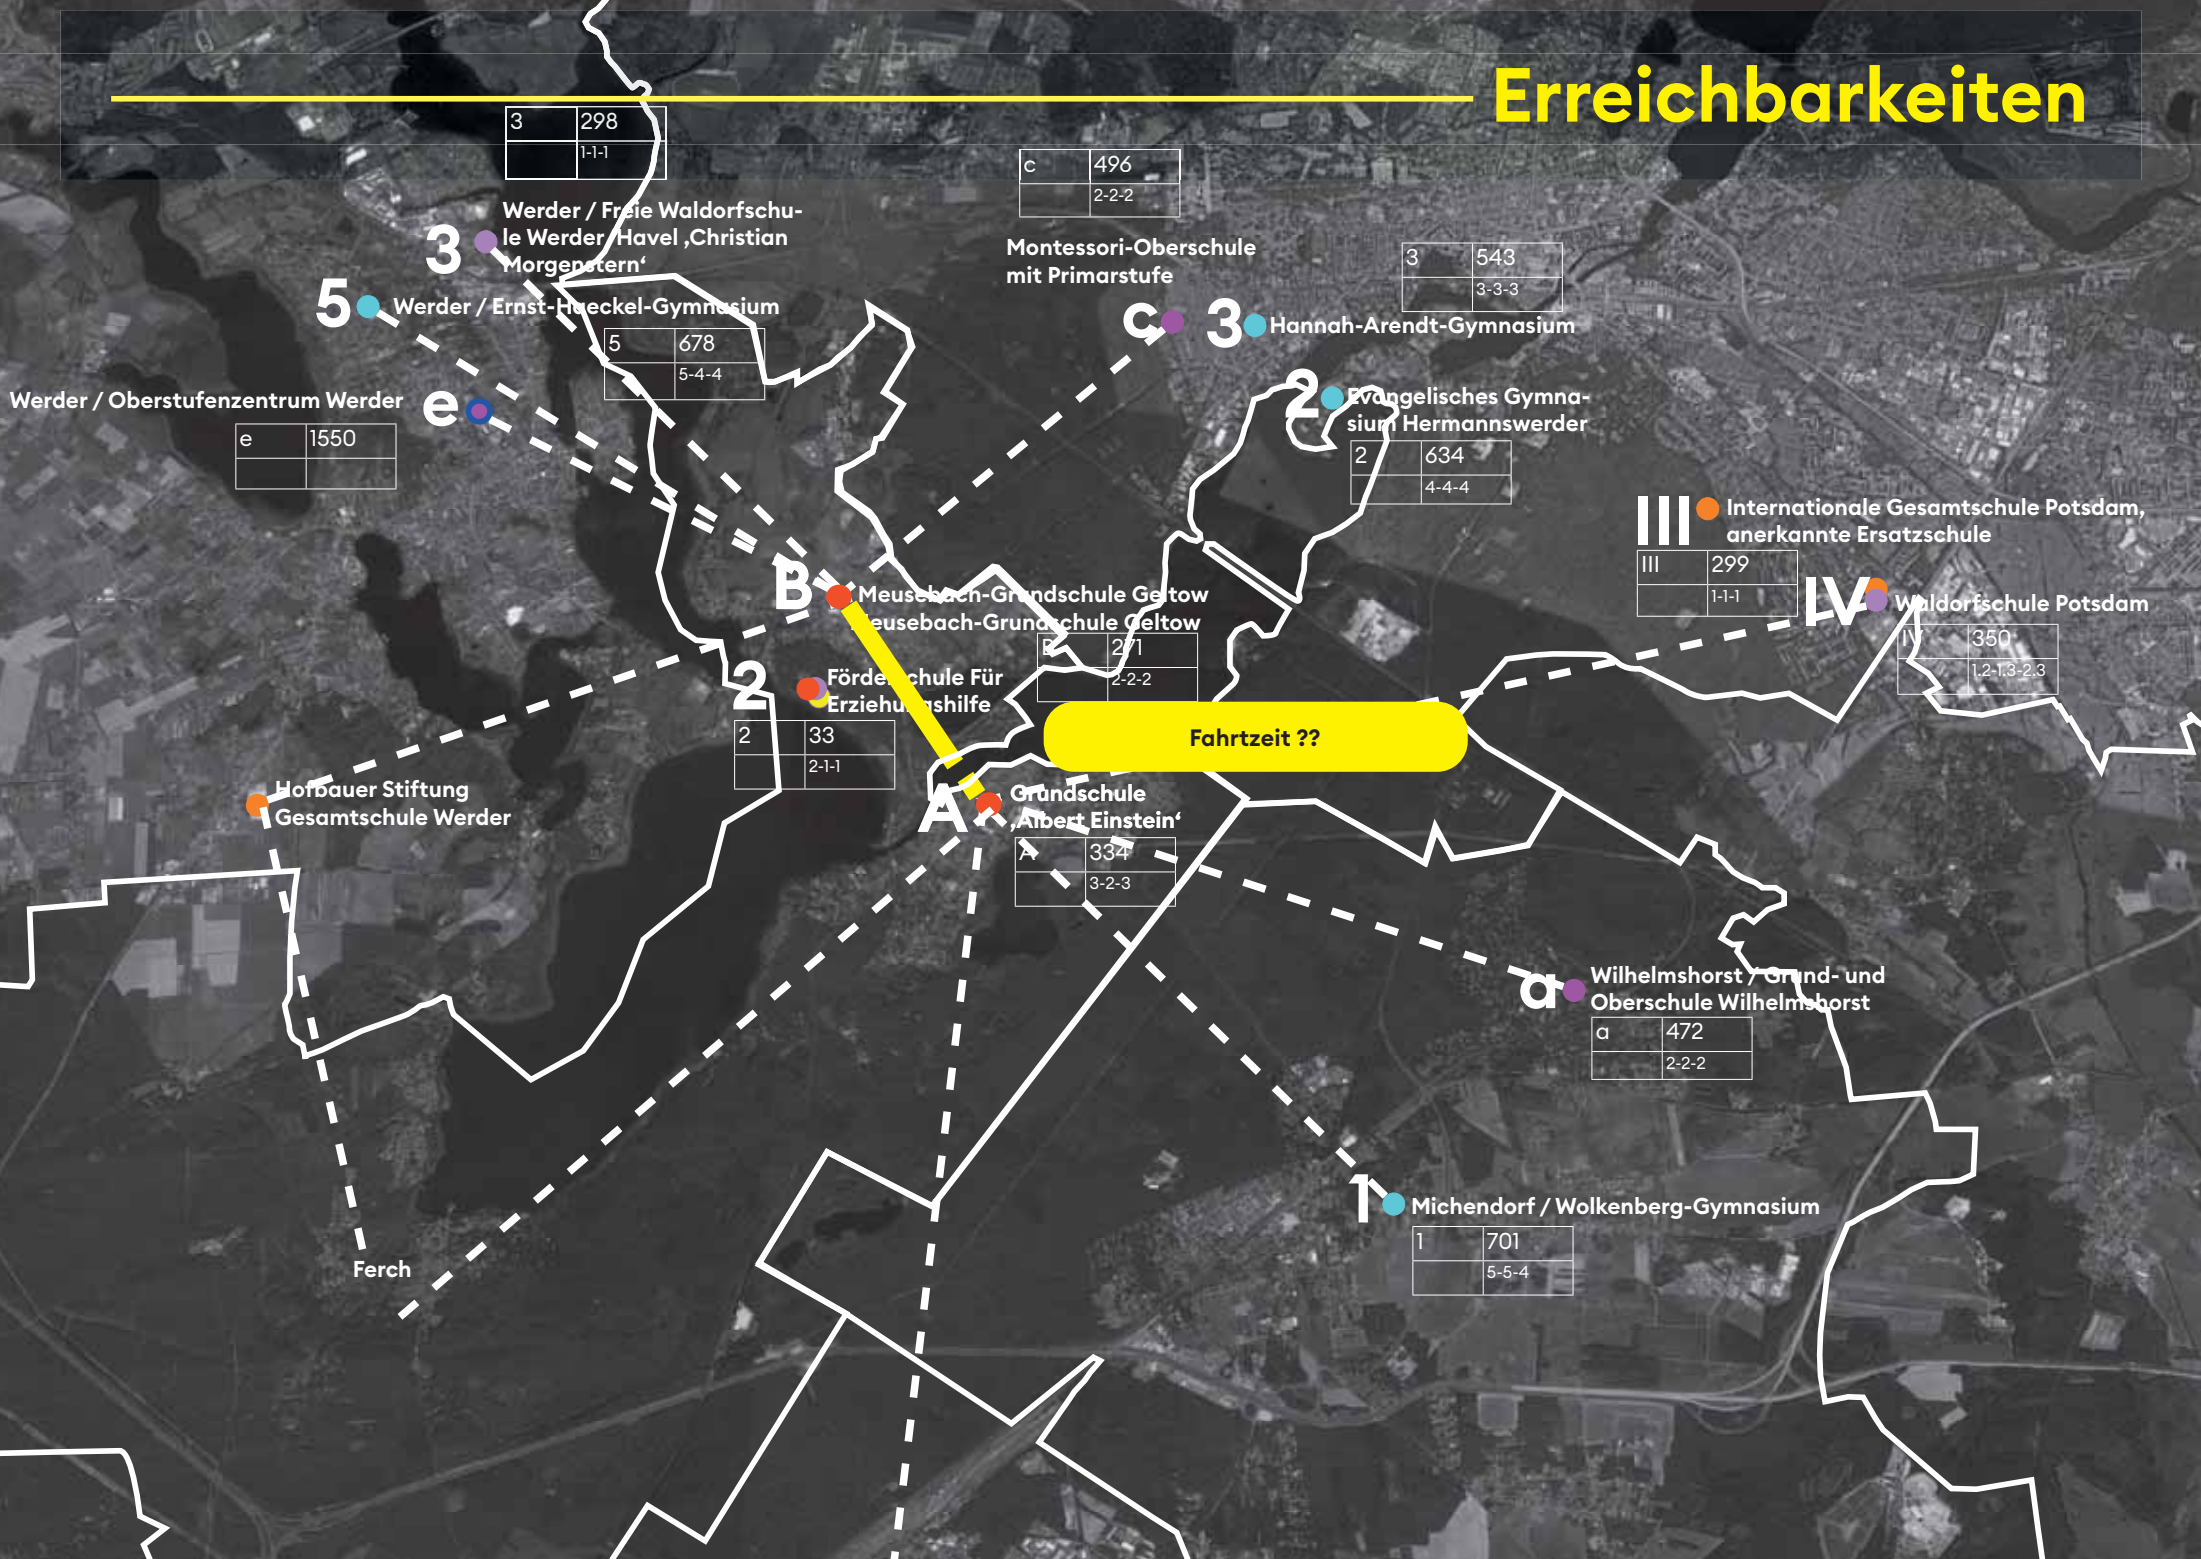 Erreichbarkeiten
3 298
1-1-1
c 496
2-2-2
Werder / Freie Waldorfschu-
le Werder/Havel ‚Christian
Morgenstern‘
3
Montessori-Oberschule
mit Primarstufe
3 543
3-3-3
5
Werder / Ernst-Haeckel-Gymnasium
c
3
Hannah-Arendt-Gymnasium
5 678
5-4-4
Werder / Oberstufenzentrum Werder
e
e 1550
2
Evangelisches Gymna-
sium Hermannswerder
2 634
4-4-4
III
Internationale Gesamtschule Potsdam,
anerkannte Ersatzschule
III 299
1-1-1
IV
Waldorfschule Potsdam
IV 350
1.2-1.3-2.3
B
Meusebach-Grundschule Geltow
Meusebach-Grundschule Geltow
B 271
2-2-2
2
Förderschule Für
Erziehungshilfe
2 33
2-1-1
Fahrtzeit ??
Hofbauer Stiftung
Gesamtschule Werder
A
Grundschule
‚Albert Einstein‘
A 334
3-2-3
a
Wilhelmshorst / Grund- und
Oberschule Wilhelmshorst
a 472
2-2-2
1
Michendorf / Wolkenberg-Gymnasium
1 701
5-5-4
Ferch